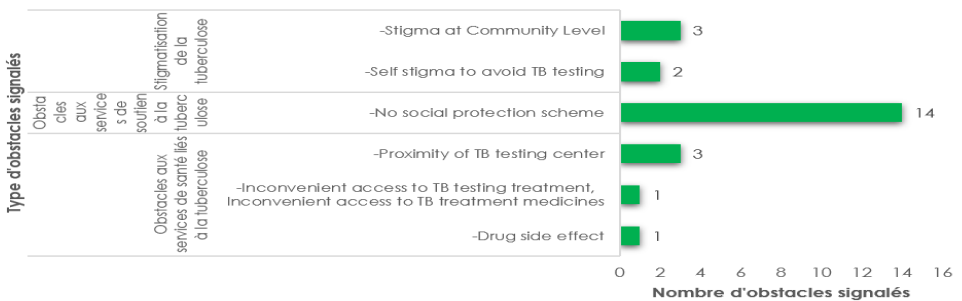 Type d'obstacles signalés
Stigmatisation
de la
tuberculose
-Stigma at Community Level
3
-Self stigma to avoid TB testing
2
Obsta
cles
aux
service
s de
soutien
à la
tuberc
ulose
-No social protection scheme
14
Obstacles aux
services de santé liés
à la tuberculose
-Proximity of TB testing center
3
-Inconvenient access to TB testing treatment,
Inconvenient access to TB treatment medicines
1
-Drug side effect
1
0 2 4 6 8 10 12 14 16
Nombre d'obstacles signalés